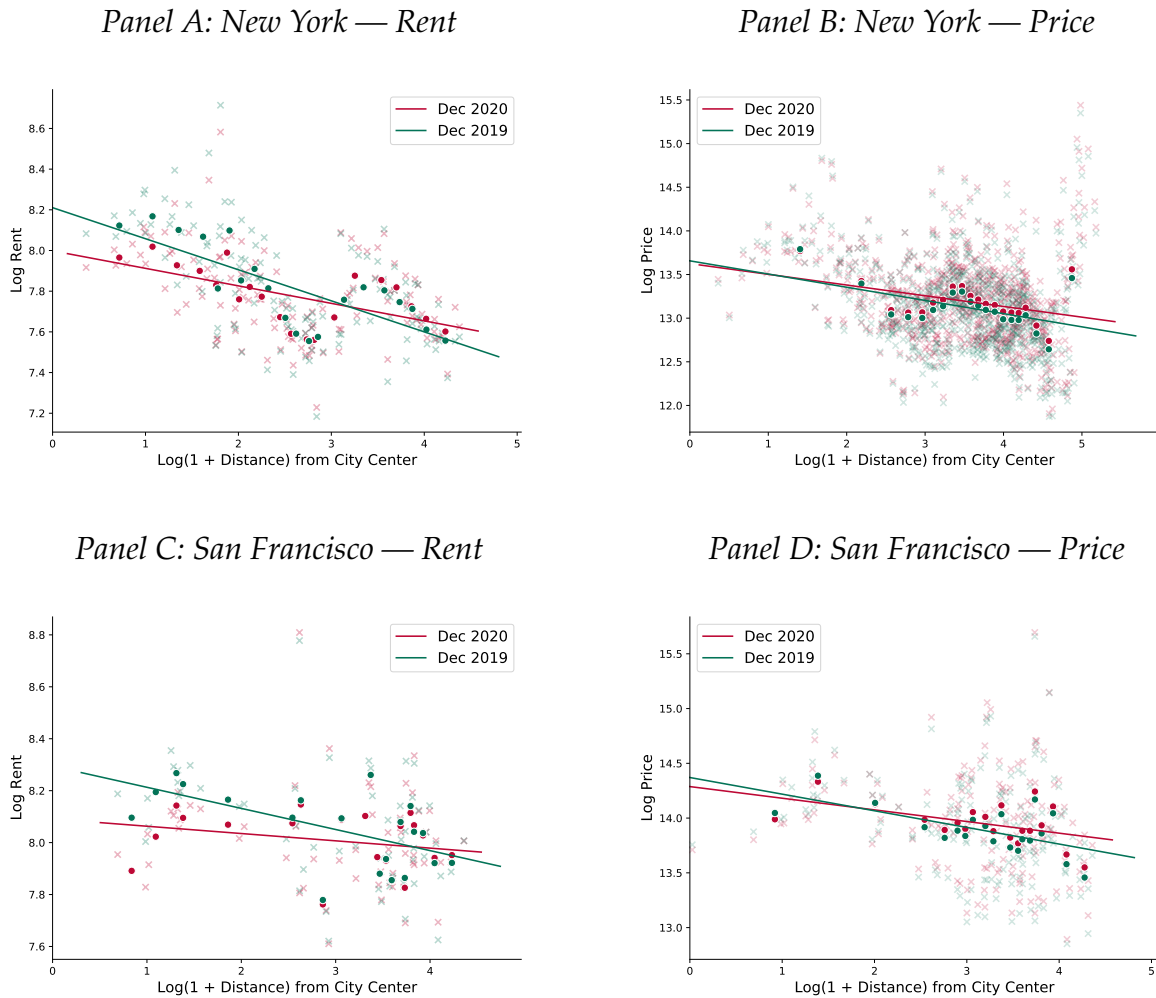 Panel A: New York — Rent
Dec 2020
Dec 2019
8.6
8.4
8.2
8.0
7.8
7.6
7.4
7.2
Log Rent
0 1 2 3 4 5
Log(1 + Distance) from City Center
Panel B: New York — Price
Dec 2020
Dec 2019
15.5
15.0
14.5
14.0
13.5
13.0
12.5
12.0
Log Price
0 1 2 3 4 5
Log(1 + Distance) from City Center
Panel C: San Francisco — Rent
Dec 2020
Dec 2019
8.8
8.6
8.4
8.2
8.0
7.8
7.6
Log Rent
0 1 2 3 4
Log(1 + Distance) from City Center
Panel D: San Francisco — Price
Dec 2020
Dec 2019
15.5
15.0
14.5
14.0
13.5
13.0
Log Price
0 1 2 3 4 5
Log(1 + Distance) from City Center